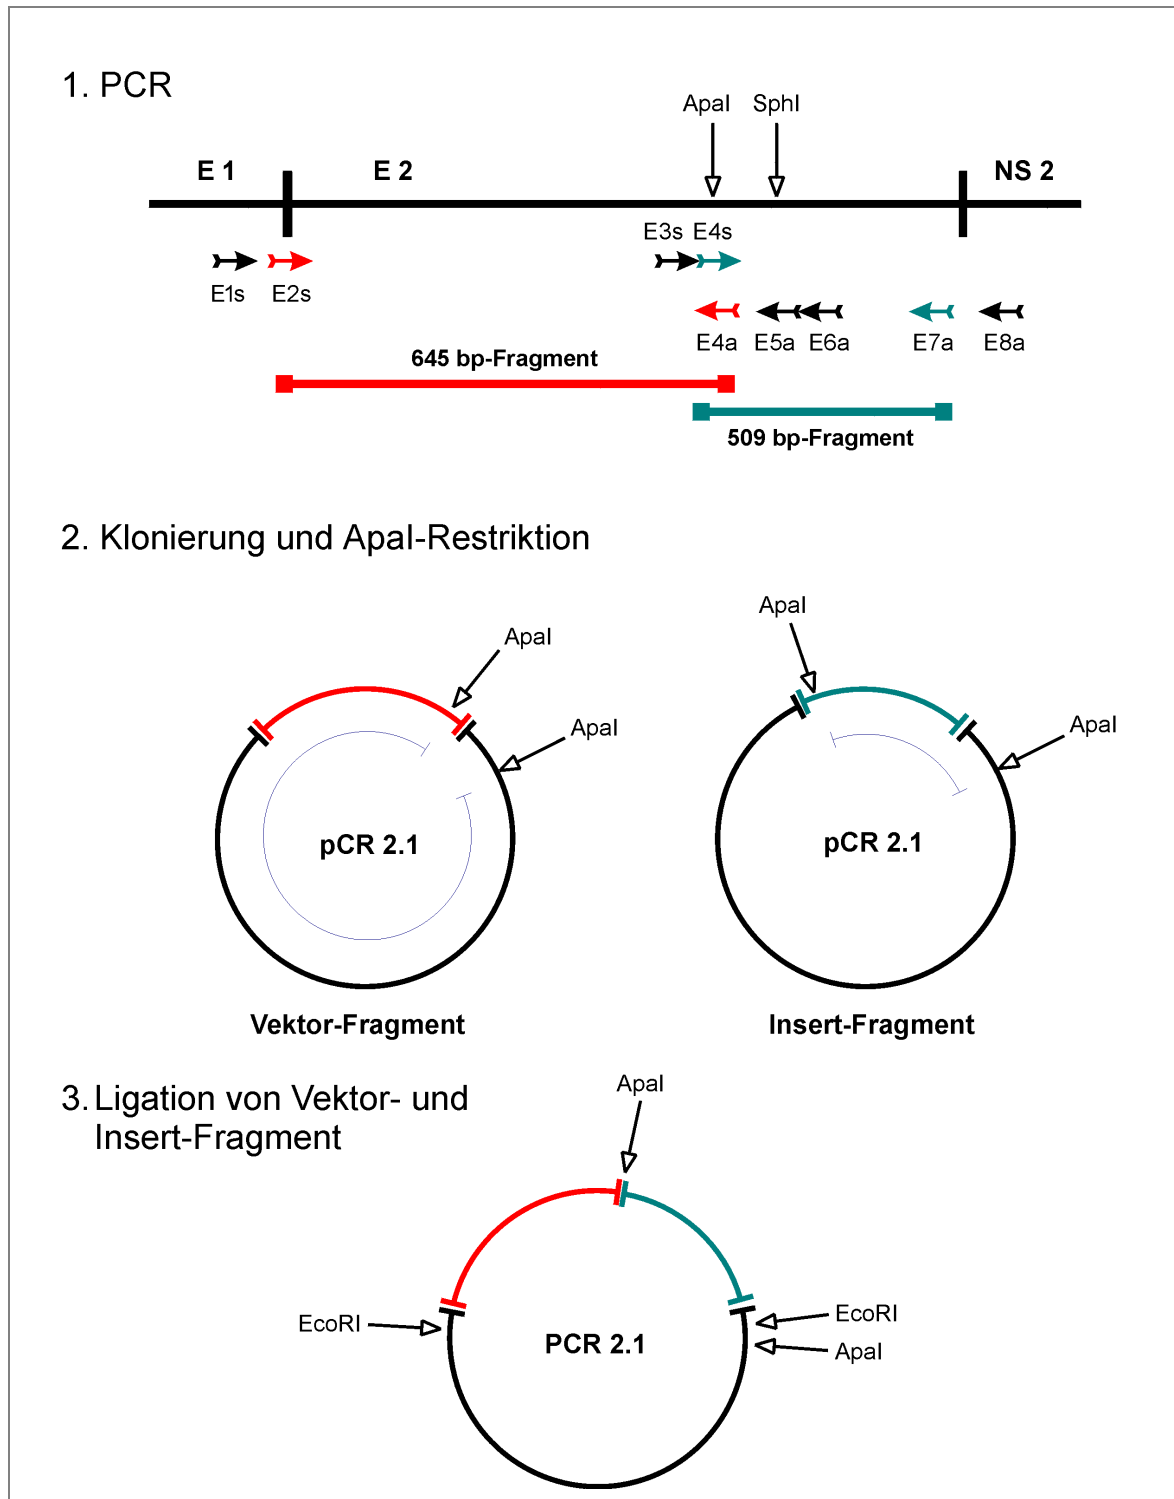 1. PCR
ApaI SphI
E 1 E 2 NS 2
E3s E4s
E1s E2s
E4a E5a E6a E7a E8a
645 bp-Fragment
509 bp-Fragment
2. Klonierung und ApaI-Restriktion
ApaI
ApaI
ApaI
ApaI
pCR 2.1
pCR 2.1
Vektor-Fragment
Insert-Fragment
3. Ligation von Vektor- und
Insert-Fragment
ApaI
EcoRI
EcoRI
PCR 2.1
ApaI